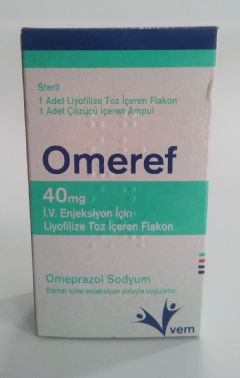 Steril
1 Adet Liyofilize Toz İçeren Flakon
1 Adet Çözücü İçeren Ampul
Omeref
40mg
İ.V. Enjeksiyon İçin
Liyofilize Toz İçeren Flakon
Omeprazol Sodyum
Damar içine enjeksiyon yoluyla uygulanır.
vem